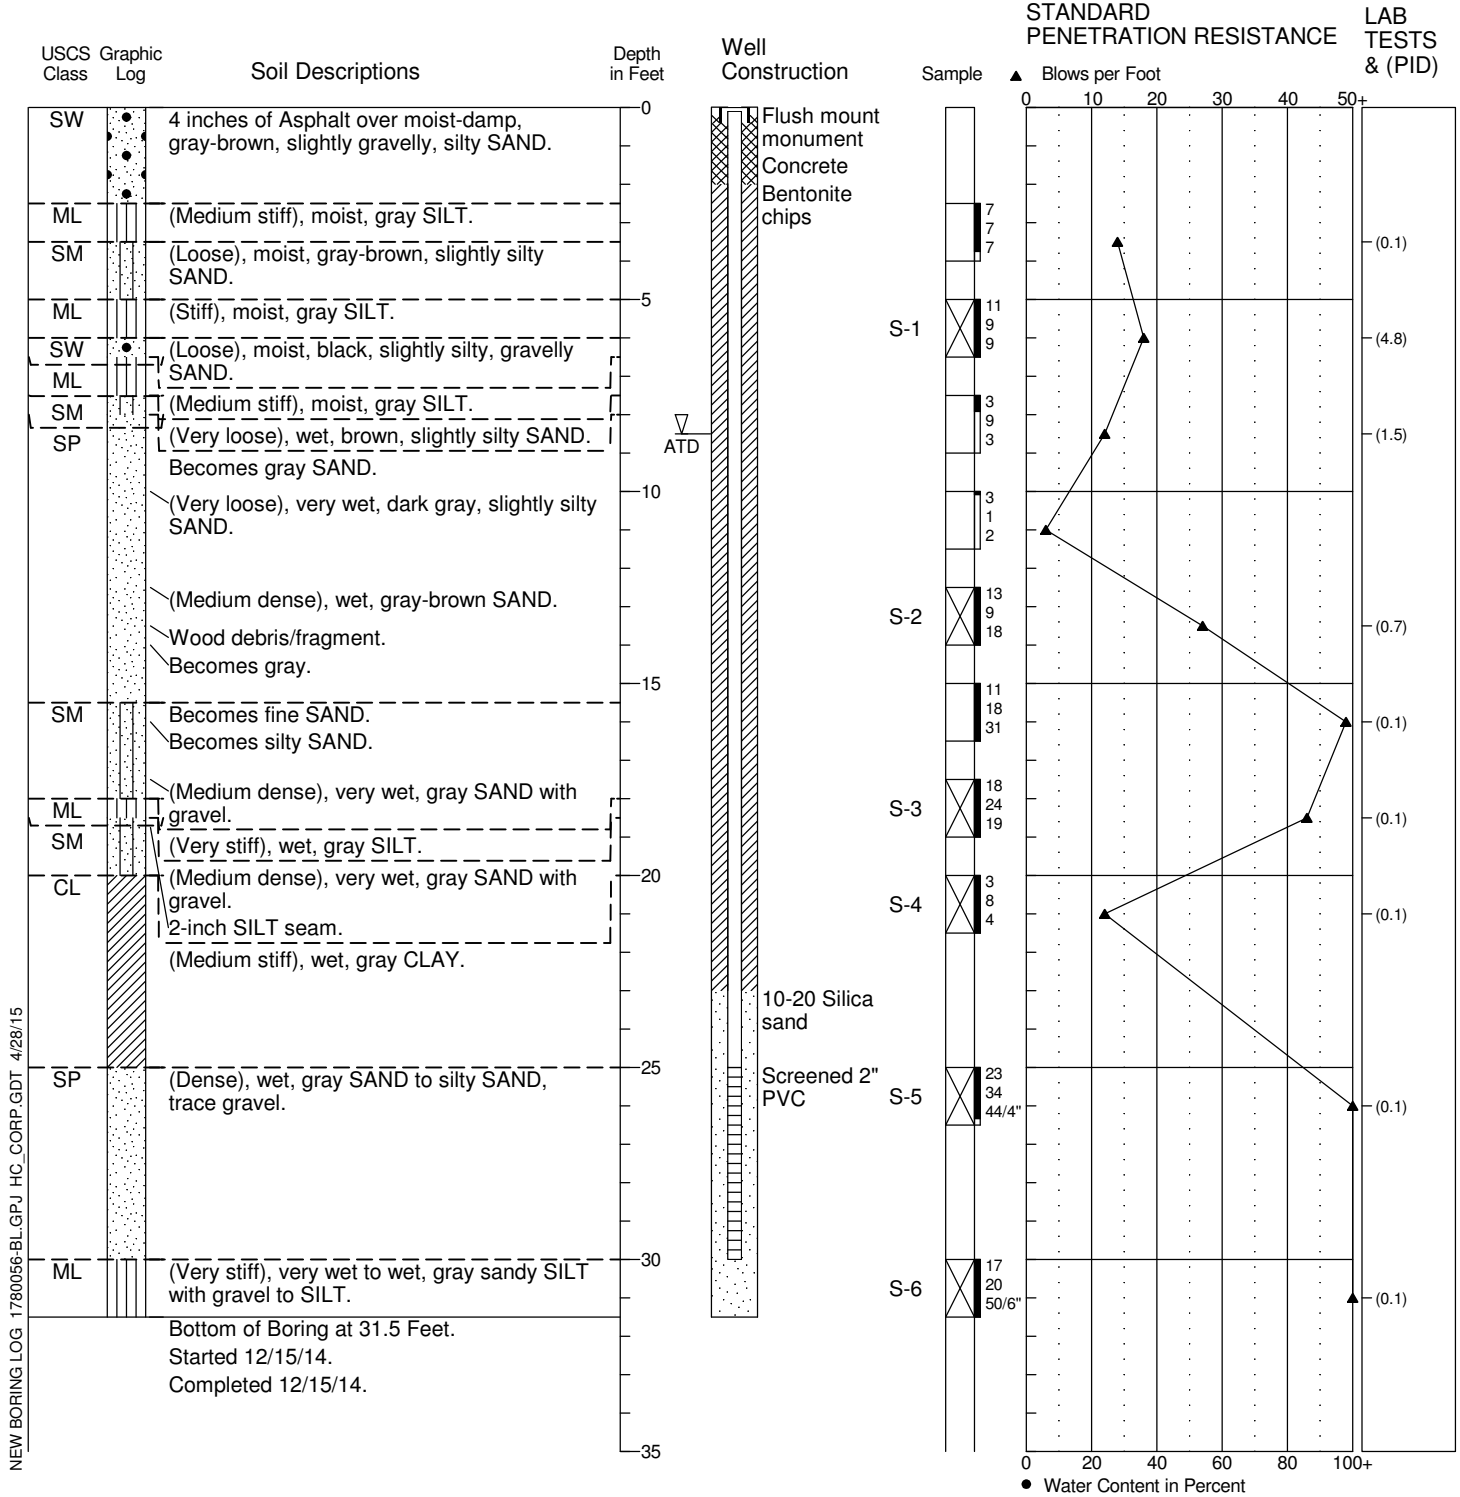 STANDARD
PENETRATION RESISTANCE
LAB
TESTS
& (PID)
USCS
Class
Graphic
Log
Soil Descriptions
Depth
in Feet
Well
Construction
Sample
▲ Blows per Foot
0 10 20 30 40 50+
SW
4 inches of Asphalt over moist-damp,
gray-brown, slightly gravelly, silty SAND.
ML
(Medium stiff), moist, gray SILT.
SM
(Loose), moist, gray-brown, slightly silty
SAND.
ML
(Stiff), moist, gray SILT.
SW
(Loose), moist, black, slightly silty, gravelly
SAND.
ML
(Medium stiff), moist, gray SILT.
SM
(Very loose), wet, brown, slightly silty SAND.
SP
Becomes gray SAND.
(Very loose), very wet, dark gray, slightly silty
SAND.
(Medium dense), wet, gray-brown SAND.
Wood debris/fragment.
Becomes gray.
SM
Becomes fine SAND.
Becomes silty SAND.
(Medium dense), very wet, gray SAND with
gravel.
ML
(Very stiff), wet, gray SILT.
SM
(Medium dense), very wet, gray SAND with
gravel.
2-inch SILT seam.
CL
(Medium stiff), wet, gray CLAY.
SP
(Dense), wet, gray SAND to silty SAND,
trace gravel.
ML
(Very stiff), very wet to wet, gray sandy SILT
with gravel to SILT.
Bottom of Boring at 31.5 Feet.
Started 12/15/14.
Completed 12/15/14.
0
5
10
15
20
25
30
35
ATD
Flush mount
monument
Concrete
Bentonite
chips
10-20 Silica
sand
Screened 2"
PVC
7
7
7
(0.1)
S-1
11
9
9
(4.8)
3
9
3
(1.5)
3
1
2
S-2
13
9
18
(0.7)
11
18
31
(0.1)
S-3
18
24
19
(0.1)
S-4
3
8
4
(0.1)
S-5
23
34
44/4"
(0.1)
S-6
17
20
50/6"
(0.1)
0 20 40 60 80 100+
● Water Content in Percent
NEW BORING LOG 1780056-BL.GPJ HC_CORP.GDT 4/28/15